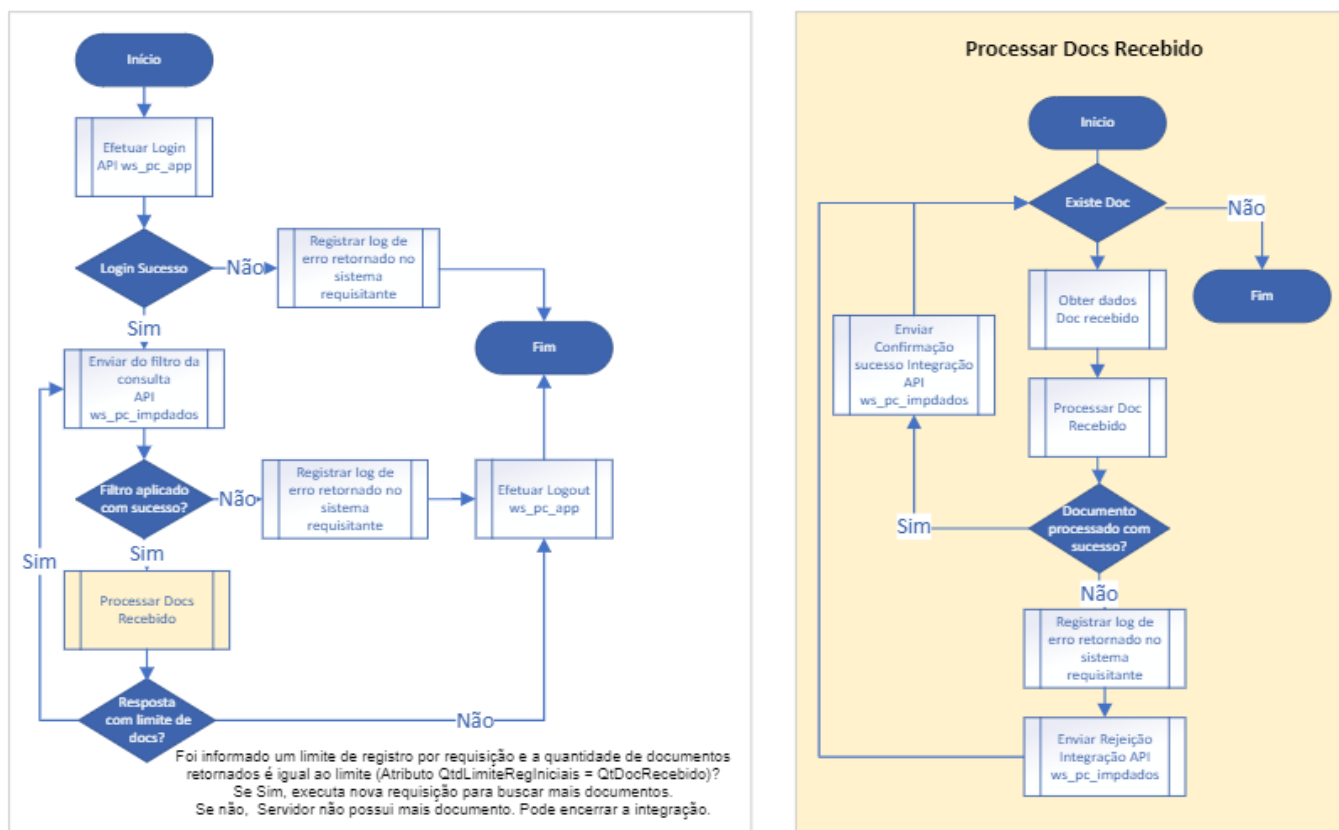 Início
Efetuar Login
API ws_pc_app
Login Sucesso
Não
Registrar log de
erro retornado no
sistema
requisitante
Sim
Fim
Enviar do filtro da
consulta
API
ws_pc_impdados
Filtro aplicado
com sucesso?
Não
Registrar log de
erro retornado no
sistema
requisitante
Efetuar Logout
ws_pc_app
Sim
Sim
Processar Docs
Recebido
Resposta
com limite de
docs?
Não
Foi informado um limite de registro por requisição e a quantidade de documentos
retornados é igual ao limite (Atributo QtdLimiteRegIniciais = QtDocRecebido)?
Se Sim, executa nova requisição para buscar mais documentos.
Se não, Servidor não possui mais documento. Pode encerrar a integração.
Processar Docs Recebido
Início
Existe Doc
Não
Fim
Obter dados
Doc recebido
Enviar
Confirmação
sucesso Integração
API
ws_pc_impdados
Processar Doc
Recebido
Documento
processado com
sucesso?
Sim
Não
Registrar log de
erro retornado no
sistema
requisitante
Enviar Rejeição
Integração API
ws_pc_impdados